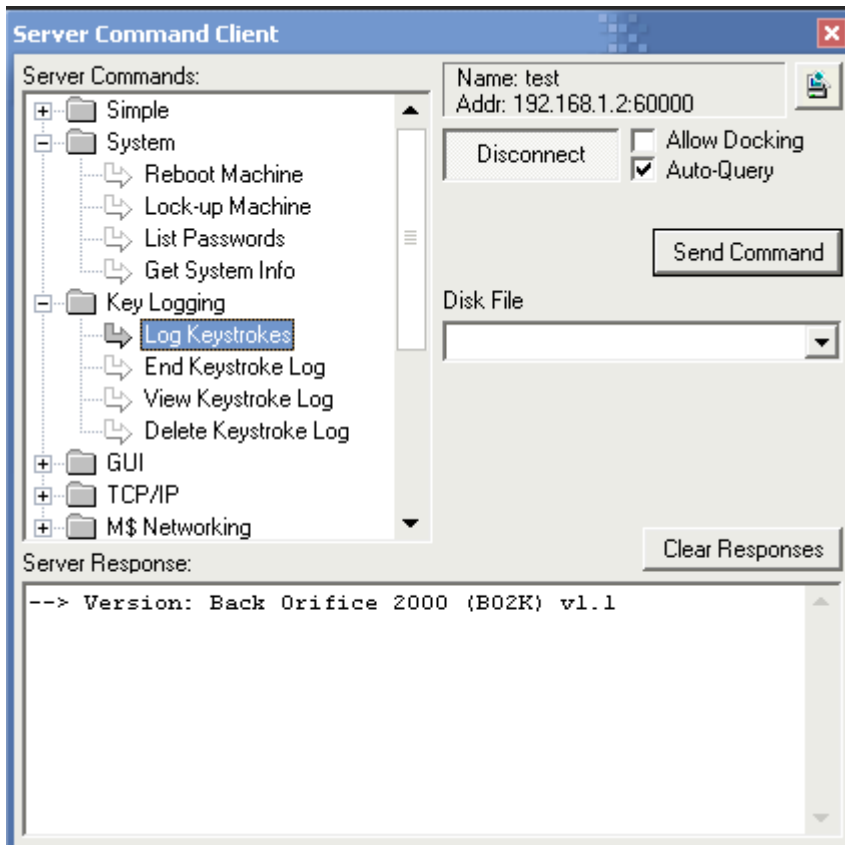 Server Command Client
Server Commands:
Simple
System
Reboot Machine
Lock-up Machine
List Passwords
Get System Info
Key Logging
Log Keystrokes
End Keystroke Log
View Keystroke Log
Delete Keystroke Log
GUI
TCP/IP
M$ Networking
Name: test
Addr: 192.168.1.2:60000
Disconnect
Allow Docking
Auto-Query
Send Command
Disk File
Clear Responses
Server Response:
--> Version: Back Orifice 2000 (BO2K) v1.1